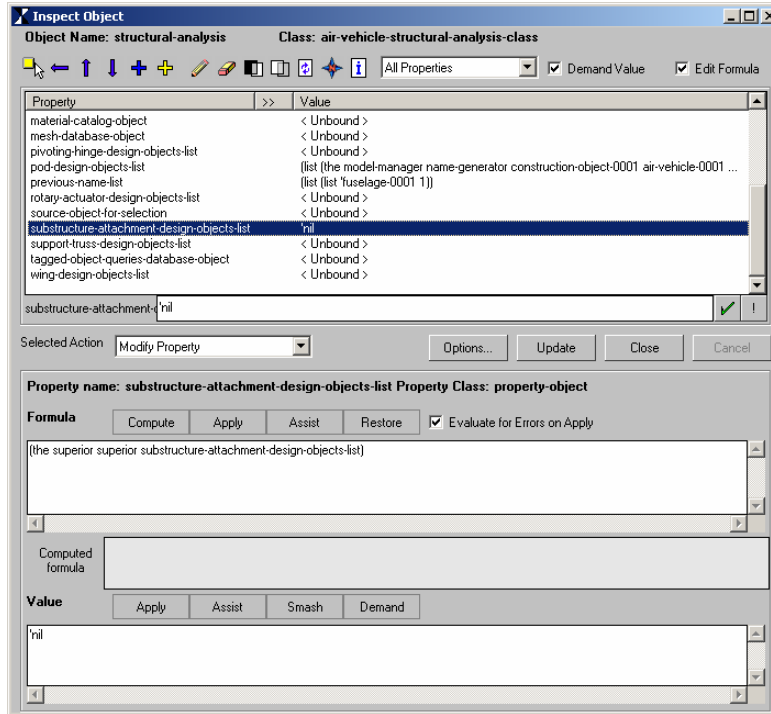 Inspect Object
Object Name: structural-analysis Class: air-vehicle-structural-analysis-class
All Properties Demand Value Edit Formula
Property >> Value
material-catalog-object < Unbound >
mesh-database-object < Unbound >
pivoting-hinge-design-objects-list < Unbound >
pod-design-objects-list (list (the model-manager name-generator construction-object-0001 air-vehicle-0001 ...
previous-name-list (list (list 'fuselage-0001 1))
rotary-actuator-design-objects-list < Unbound >
source-object-for-selection < Unbound >
substructure-attachment-design-objects-list 'nil
support-truss-design-objects-list < Unbound >
tagged-object-queries-database-object < Unbound >
wing-design-objects-list < Unbound >
substructure-attachment-d 'nil !
Selected Action Modify Property Options... Update Close Cancel
Property name: substructure-attachment-design-objects-list Property Class: property-object
Formula Compute Apply Assist Restore Evaluate for Errors on Apply
(the superior superior substructure-attachment-design-objects-list)
Computed
formula
Value Apply Assist Smash Demand
'nil